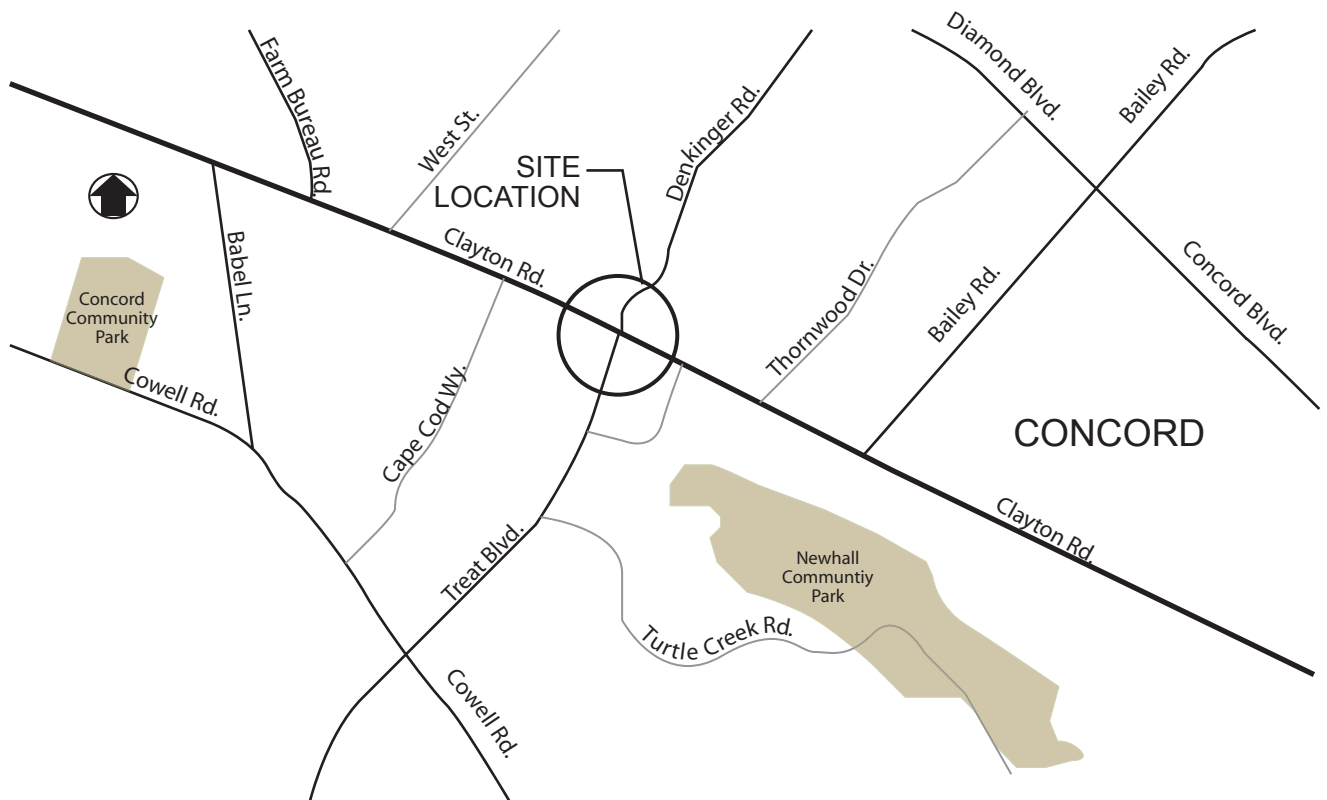 Diamond Blvd.
Farm Bureau Rd.
Bailey Rd.
West St.
Denkinger Rd.
SITE
LOCATION
Clayton Rd.
Babel Ln.
Concord
Community
Park
Thornwood Dr.
Bailey Rd.
Concord Blvd.
Cowell Rd.
Cape Cod Wy.
CONCORD
Clayton Rd.
Treat Blvd.
Newhall
Communtiy
Park
Turtle Creek Rd.
Cowell Rd.